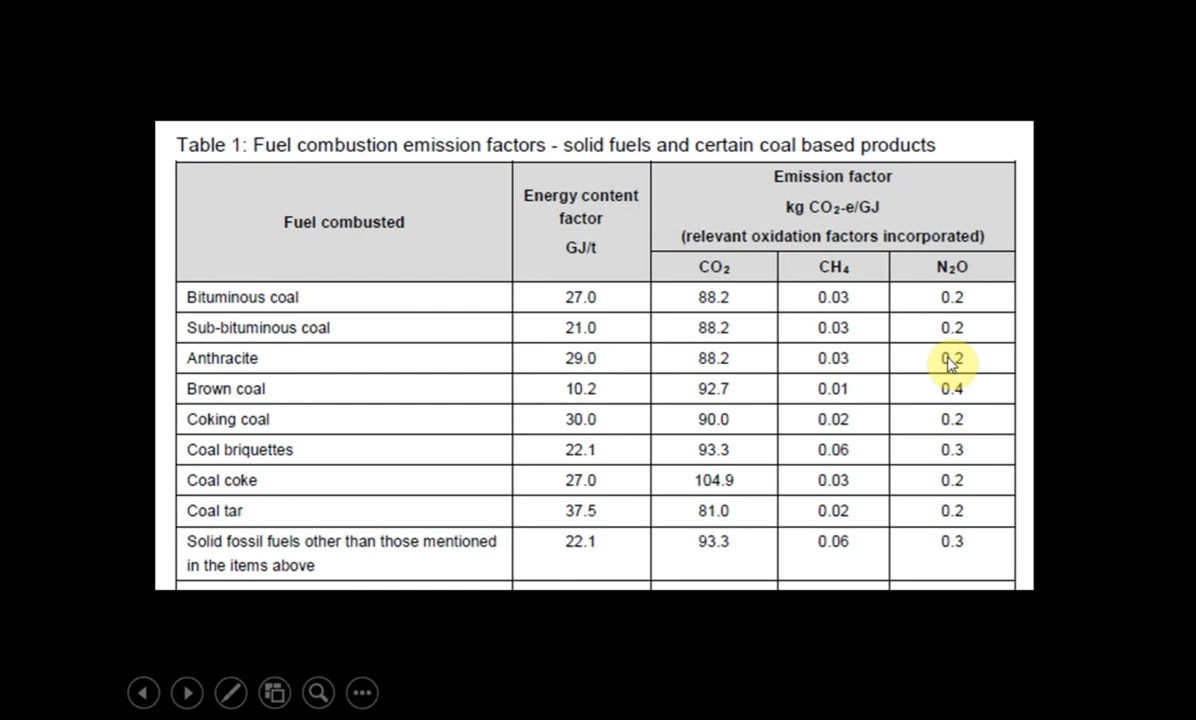 Table 1: Fuel combustion emission factors - solid fuels and certain coal based products
Fuel combusted
Energy content
factor
GJ/t
Emission factor
kg CO₂-e/GJ
(relevant oxidation factors incorporated)
CO₂ CH₄ N₂O
Bituminous coal 27.0 88.2 0.03 0.2
Sub-bituminous coal 21.0 88.2 0.03 0.2
Anthracite 29.0 88.2 0.03 0.2
Brown coal 10.2 92.7 0.01 0.4
Coking coal 30.0 90.0 0.02 0.2
Coal briquettes 22.1 93.3 0.06 0.3
Coal coke 27.0 104.9 0.03 0.2
Coal tar 37.5 81.0 0.02 0.2
Solid fossil fuels other than those mentioned 22.1 93.3 0.06 0.3
in the items above